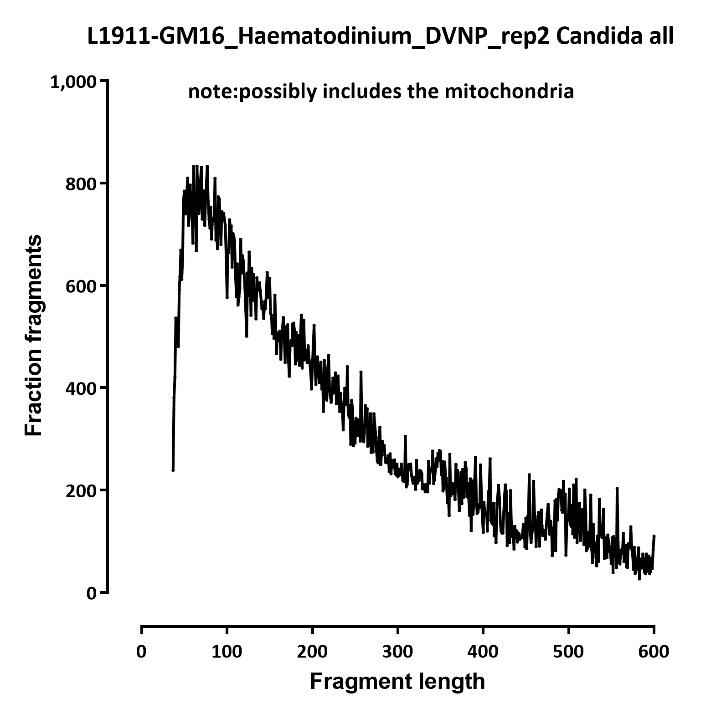 L1911-GM16_Haematodinium_DVNP_rep2 Candida all
note:possibly includes the mitochondria
1,000
800
600
400
200
0
Fraction fragments
0 100 200 300 400 500 600
Fragment length